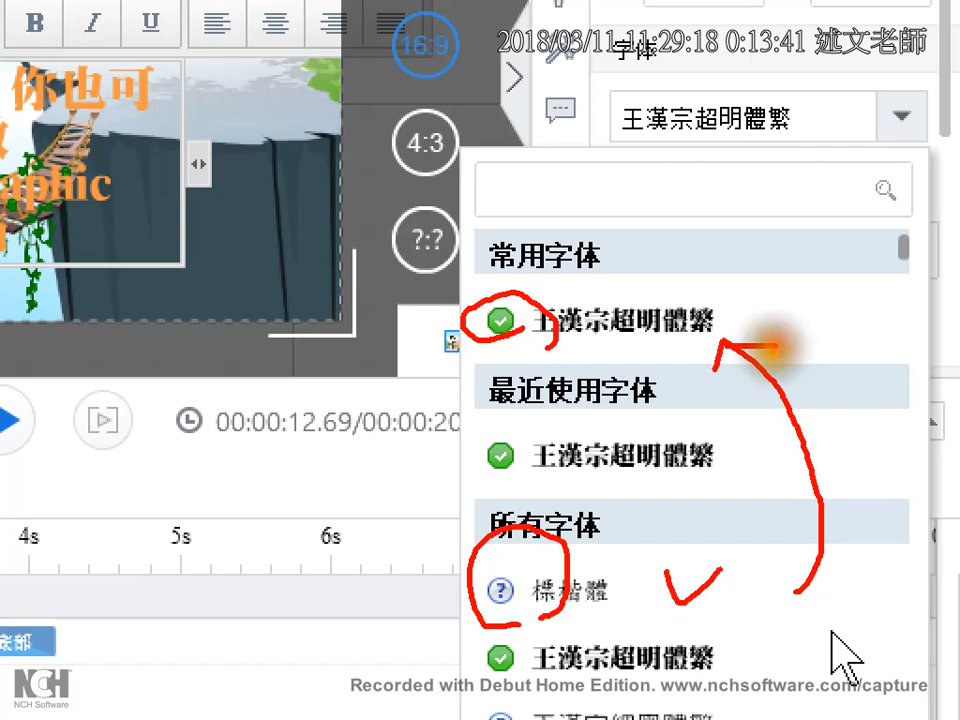 B I U
16:9
2018/03/11 11:29:18 0:13:41 述文老師
字体
你也可
王漢宗超明體繁
4:3
aphic
?:?
常用字体
王漢宗超明體繁
最近使用字体
00:00:12.69/00:00:20
王漢宗超明體繁
所有字体
4s 5s 6s
標楷體
底部
王漢宗超明體繁
NCH
NCH Software
Recorded with Debut Home Edition. www.nchsoftware.com/capture